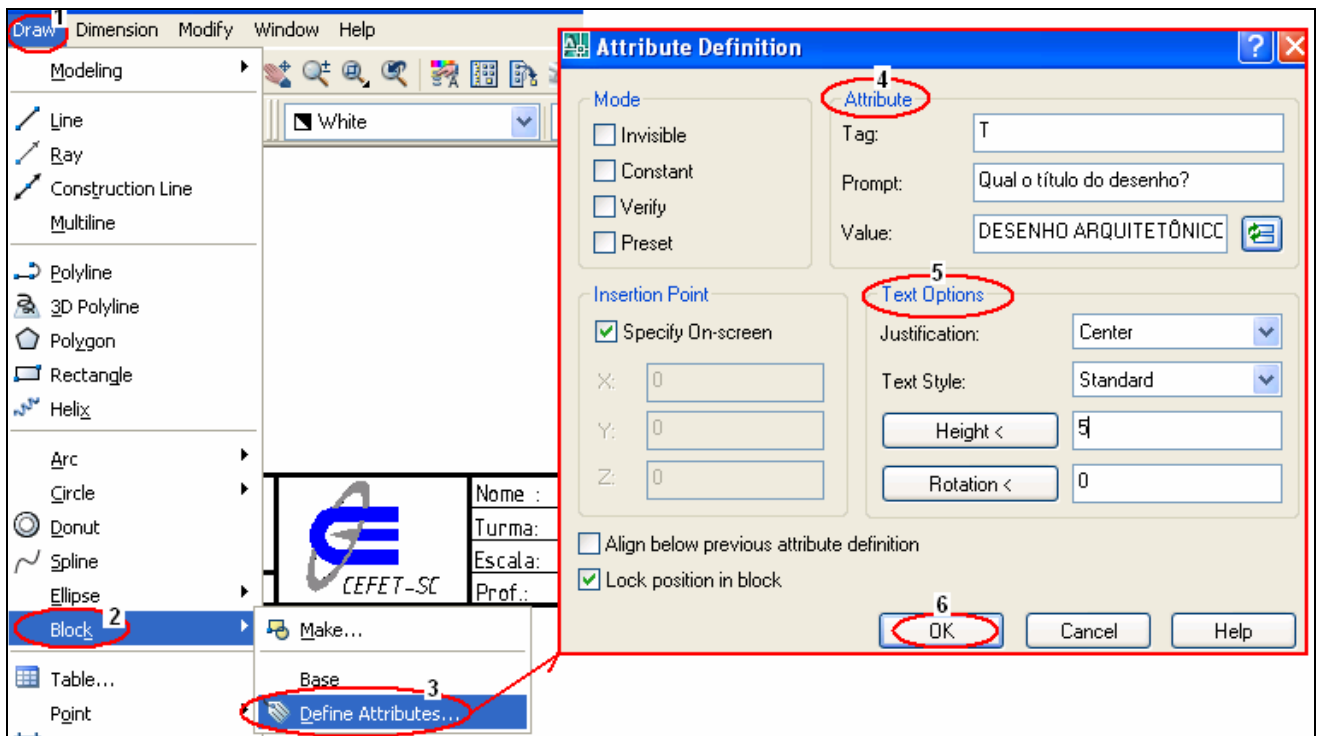 1
Draw Dimension Modify Window Help
Modeling
Line
Ray
Construction Line
Multiline
Polyline
3D Polyline
Polygon
Rectangle
Helix
Arc
Circle
Donut
Spline
Ellipse
Block 2
Table...
Point
White
CEFET-SC
Nome :
Turma:
Escala:
Prof.:
Make...
Base
3
Define Attributes...
Attribute Definition
?
Mode
Invisible
Constant
Verify
Preset
4
Attribute
Tag: T
Prompt: Qual o título do desenho?
Value: DESENHO ARQUITETÔNICO
Insertion Point
Specify On-screen
X: 0
Y: 0
Z: 0
5
Text Options
Justification: Center
Text Style: Standard
Height < 5
Rotation < 0
Align below previous attribute definition
Lock position in block
6
OK Cancel Help